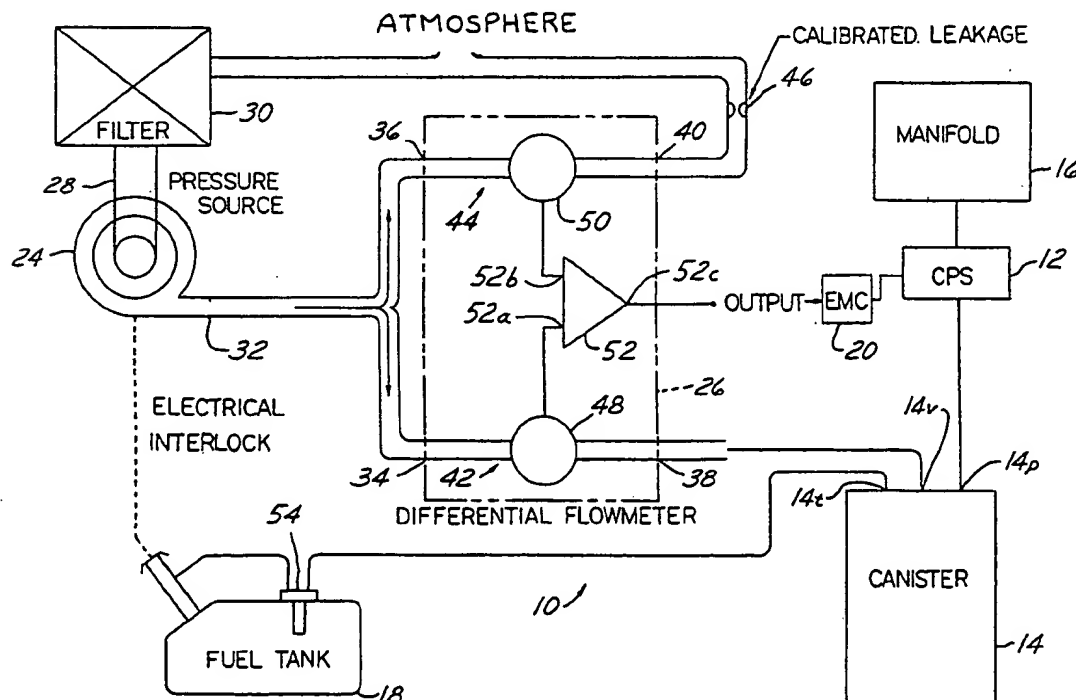 ATMOSPHERE
CALIBRATED. LEAKAGE
46
30
FILTER
36
40
MANIFOLD
16
28
PRESSURE
SOURCE
44
50
24
52b
52c
CPS
12
52a
OUTPUT
EMC
20
32
52
26
ELECTRICAL
INTERLOCK
48
14v
14p
34
42
38
14t
DIFFERENTIAL FLOWMETER
54
10
CANISTER
FUEL TANK
14
18